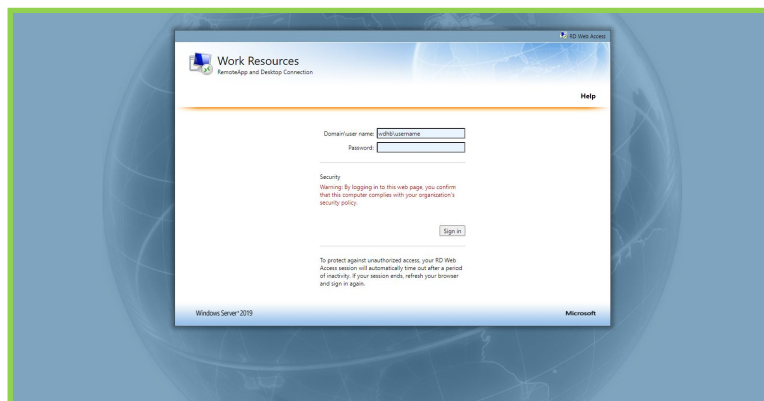 RD Web Access
Work Resources
RemoteApp and Desktop Connection
Help
Domain\user name: wdhb\username
Password:
Security
Warning: By logging in to this web page, you confirm
that this computer complies with your organization's
security policy.
Sign in
To protect against unauthorized access, your RD Web
Access session will automatically time out after a period
of inactivity. If your session ends, refresh your browser
and sign in again.
Windows Server® 2019
Microsoft